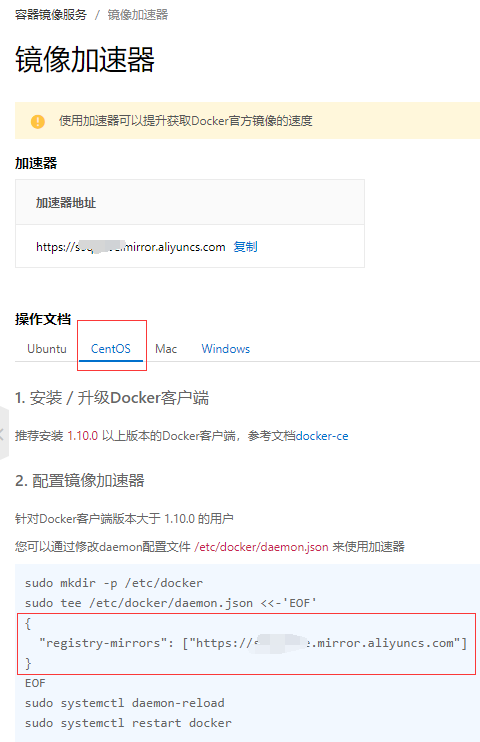 容器镜像服务 / 镜像加速器
镜像加速器
使用加速器可以提升获取Docker官方镜像的速度
加速器
加速器地址
https://s mirror.aliyuncs.com 复制
操作文档
Ubuntu CentOS Mac Windows
1. 安装 / 升级Docker客户端
推荐安装 1.10.0 以上版本的Docker客户端，参考文档docker-ce
2. 配置镜像加速器
针对Docker客户端版本大于 1.10.0 的用户
您可以通过修改daemon配置文件 /etc/docker/daemon.json 来使用加速器
sudo mkdir -p /etc/docker
sudo tee /etc/docker/daemon.json <<-'EOF'
{
"registry-mirrors": ["https:// e.mirror.aliyuncs.com"]
}
EOF
sudo systemctl daemon-reload
sudo systemctl restart docker